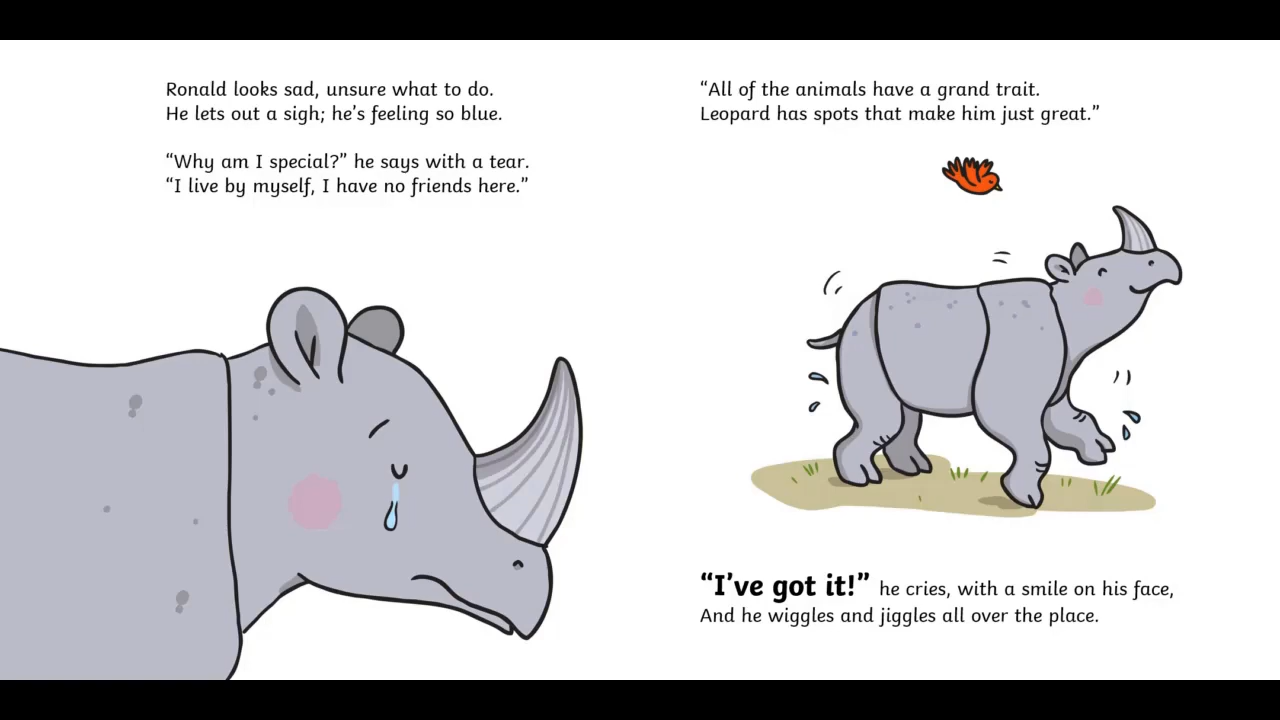 Ronald looks sad, unsure what to do.
He lets out a sigh; he’s feeling so blue.
“Why am I special?” he says with a tear.
“I live by myself, I have no friends here.”
“All of the animals have a grand trait.
Leopard has spots that make him just great.”
“I’ve got it!” he cries, with a smile on his face,
And he wiggles and jiggles all over the place.